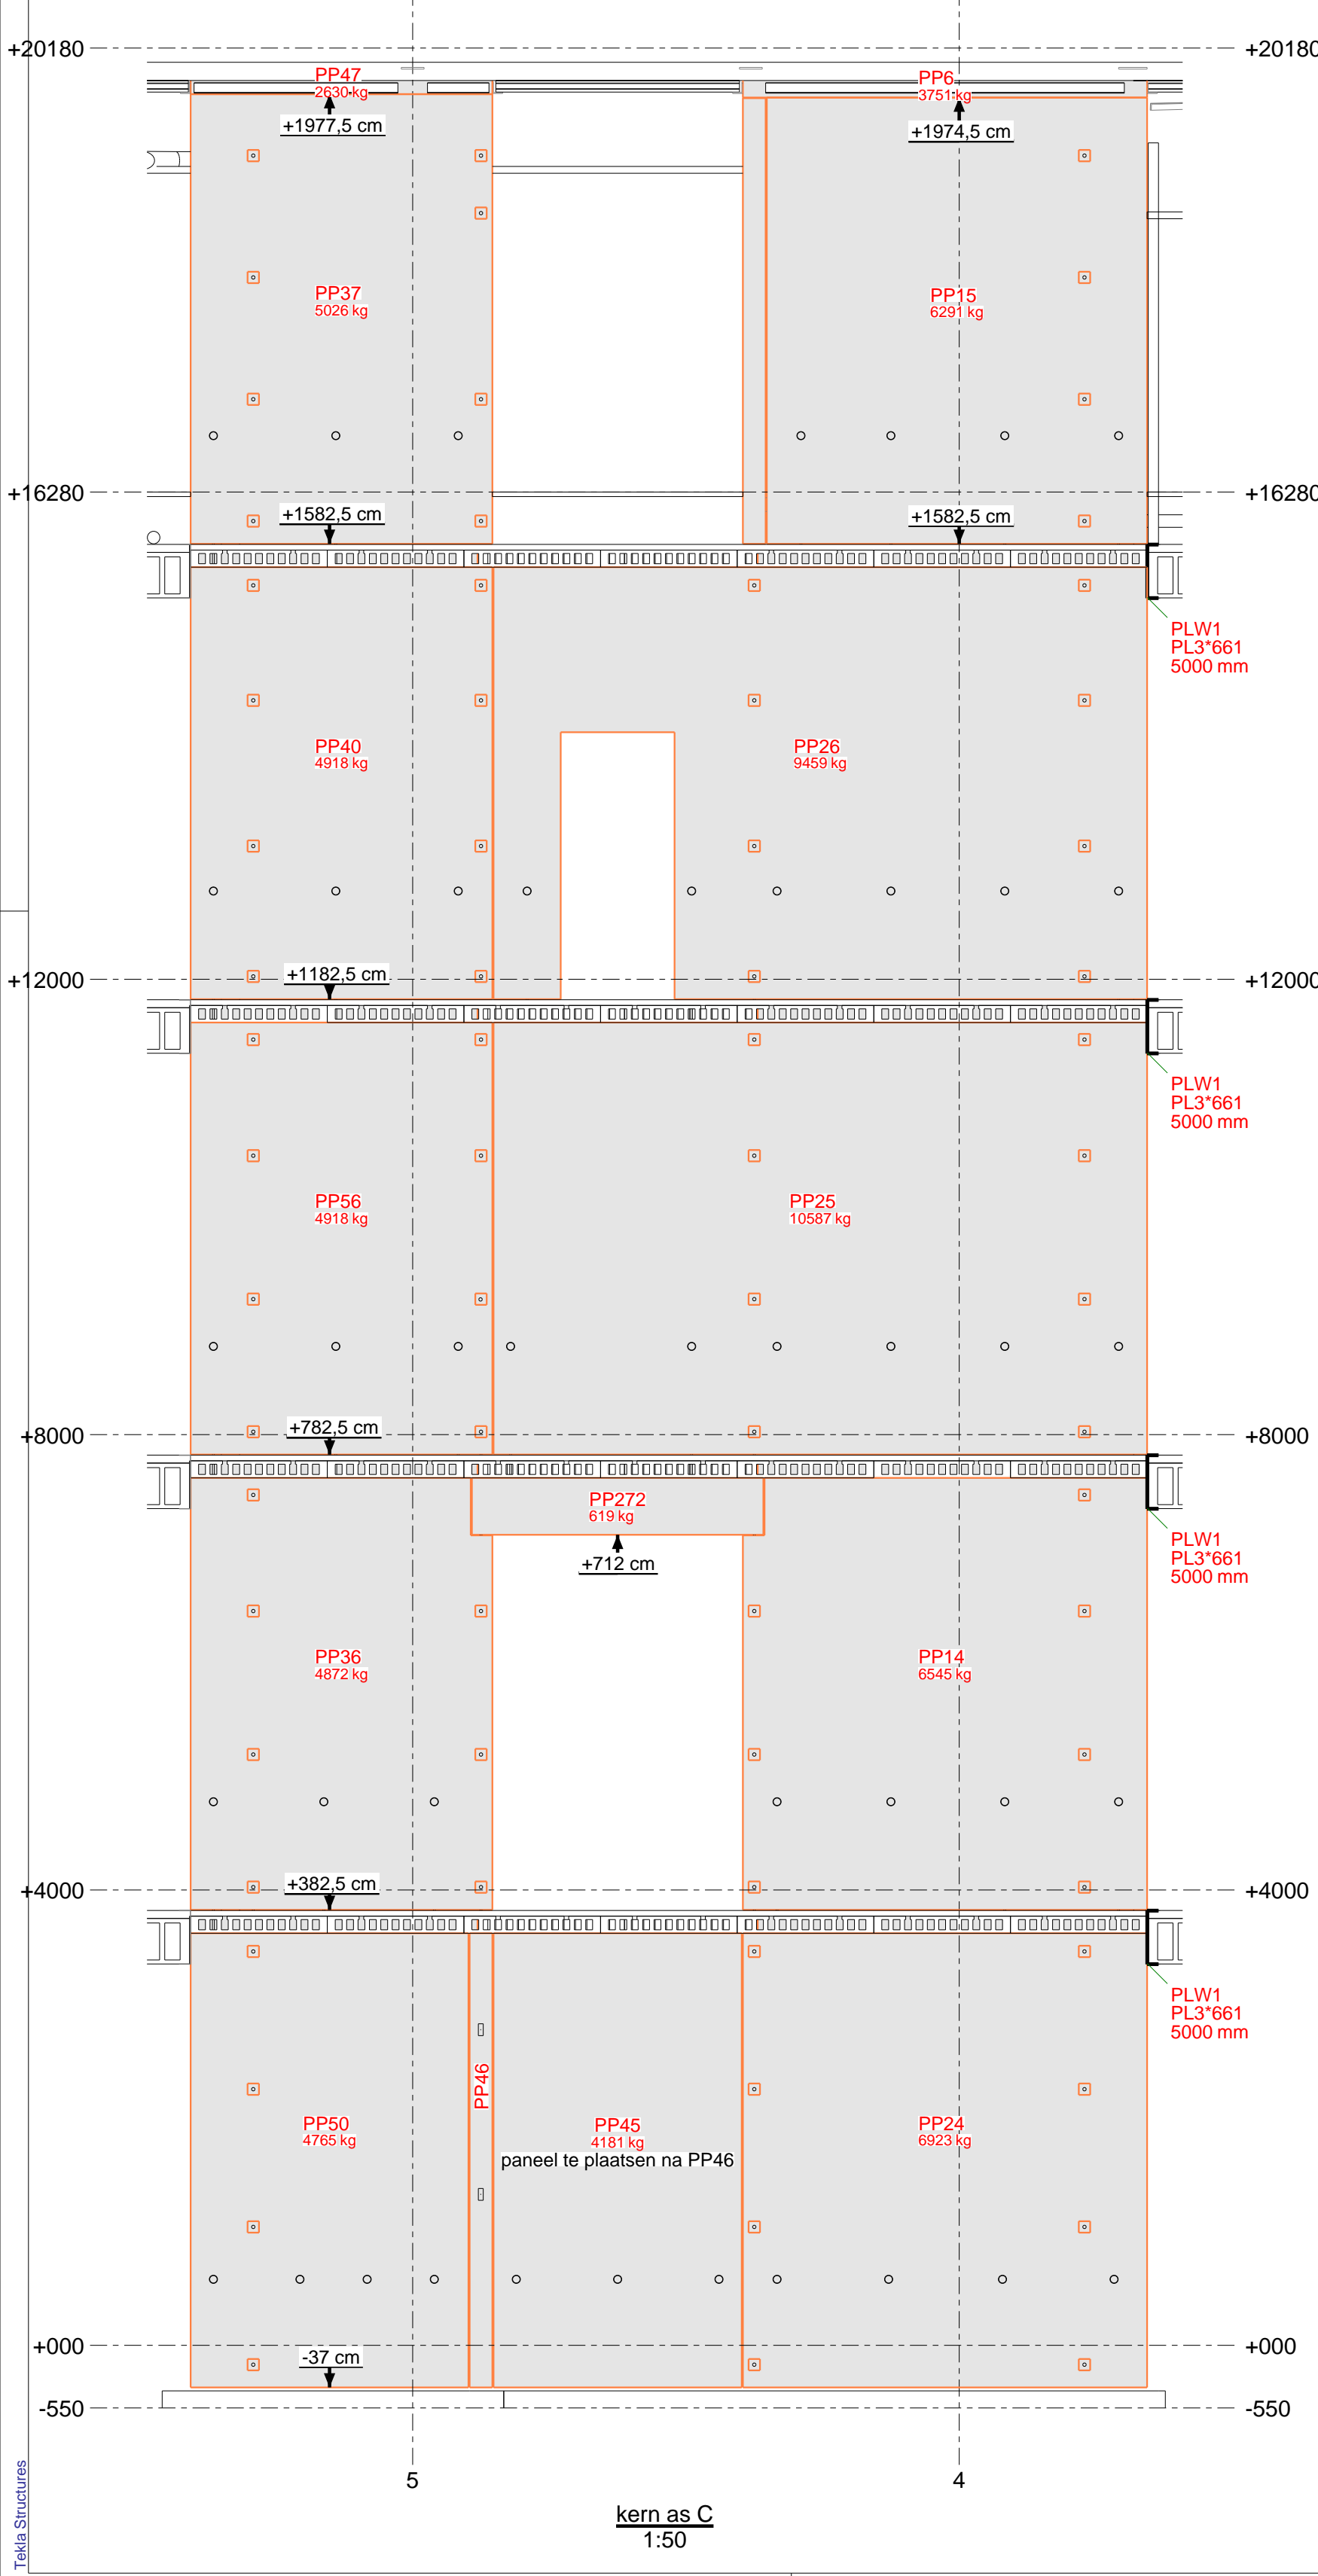 +20180
+20180
PP47
2630 kg
PP6
3751 kg
+1977,5 cm
+1974,5 cm
PP37
5026 kg
PP15
6291 kg
+16280
+16280
+1582,5 cm
+1582,5 cm
PLW1
PL3*661
5000 mm
PP40
4918 kg
PP26
9459 kg
+12000
+12000
+1182,5 cm
PLW1
PL3*661
5000 mm
PP56
4918 kg
PP25
10587 kg
+8000
+8000
+782,5 cm
PP272
619 kg
+712 cm
PLW1
PL3*661
5000 mm
PP36
4872 kg
PP14
6545 kg
+4000
+4000
+382,5 cm
PLW1
PL3*661
5000 mm
PP46
PP50
4765 kg
PP45
4181 kg
paneel te plaatsen na PP46
PP24
6923 kg
+000
+000
-37 cm
-550
-550
5
4
kern as C
1:50
Tekla Structures